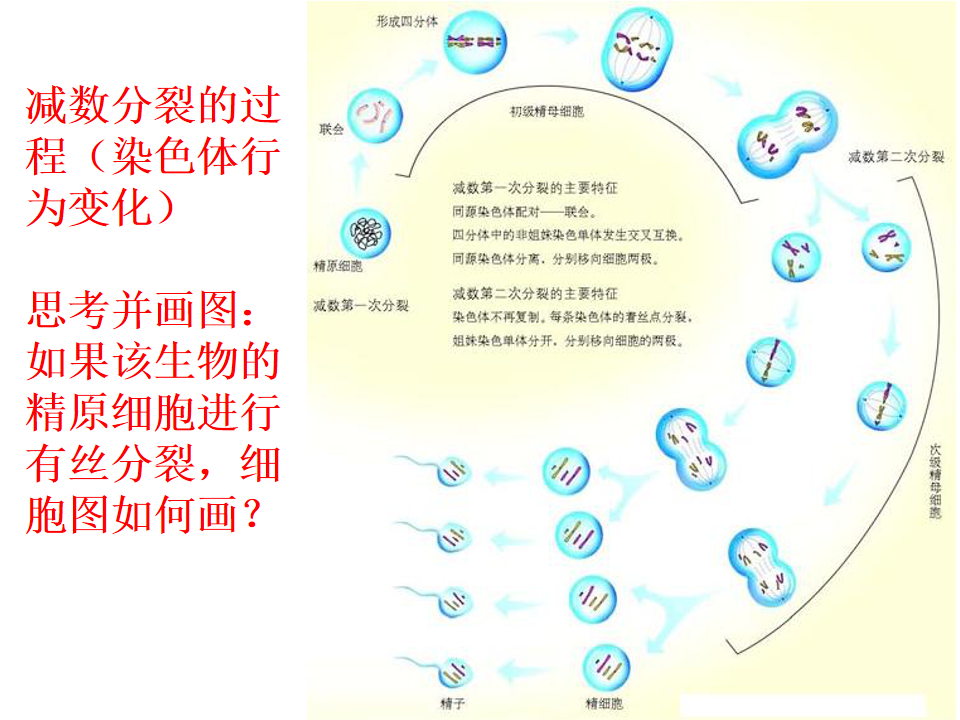 减数分裂的过
程（染色体行
为变化）
思考并画图：
如果该生物的
精原细胞进行
有丝分裂，细
胞图如何画？
形成四分体
联会
初级精母细胞
精原细胞
减数第一次分裂
减数第一次分裂的主要特征
同源染色体配对——联会。
四分体中的非姐妹染色单体发生交叉互换。
同源染色体分离，分别移向细胞两极。
减数第二次分裂的主要特征
染色体不再复制。每条染色体的着丝点分裂，
姐妹染色单体分开，分别移向细胞的两极。
减数第二次分裂
次级精母细胞
精子
精细胞